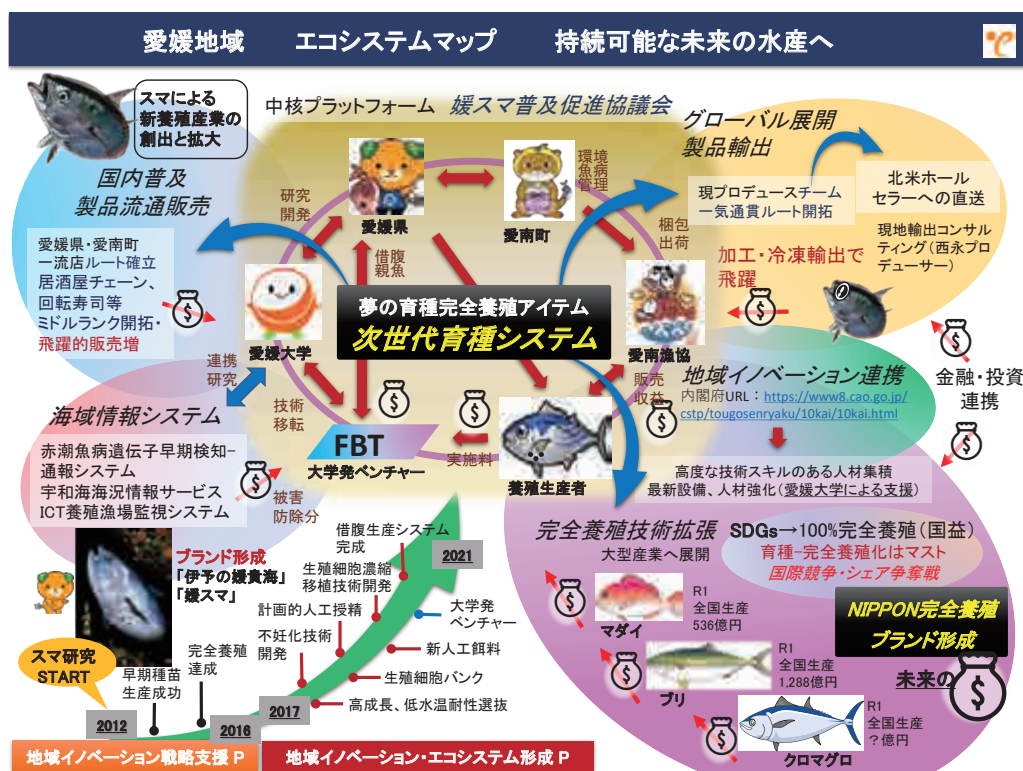 愛媛地域 エコシステムマップ 持続可能な未来の水産へ
スマによる
新養殖産業の
創出と拡大
中核プラットフォーム 媛スマ普及促進協議会
グローバル展開
製品輸出
国内普及
製品流通販売
愛媛県・愛南町
一流店ルート確立
居酒屋チェーン、
回転寿司等
ミドルランク開拓・
飛躍的販売増
研究
開発
愛媛県
環境
魚病
管理
愛南町
梱包
出荷
現プロデュースチーム
一気通貫ルート開拓
北米ホール
セラーへの直送
現地輸出コンサル
ティング(西永プロ
デューサー)
加工・冷凍輸出で
飛躍
借腹
親魚
愛媛大学
夢の育種完全養殖アイテム
次世代育種システム
愛南漁協
連携
研究
技術
移転
販売
収益
地域イノベーション連携
内閣府URL：https://www8.cao.go.jp/
cstp/tougosenryaku/10kai/10kai.html
金融・投資
連携
海域情報システム
赤潮魚病遺伝子早期検知-
通報システム
宇和海海況情報サービス
ICT養殖漁場監視システム
被害
防除分
FBT
大学発ベンチャー
実施料
養殖生産者
高度な技術スキルのある人材集積
最新設備、人材強化(愛媛大学による支援)
完全養殖技術拡張
大型産業へ展開
SDGs→100%完全養殖(国益)
育種-完全養殖化はマスト
国際競争・シェア争奪戦
ブランド形成
「伊予の媛貴海」
「媛スマ」
借腹生産システム
完成
生殖細胞濃縮
移植技術開発
計画的人工授精
不妊化技術
開発
完全養殖
達成
早期種苗
生産成功
スマ研究
START
2012
2016
2017
2021
大学発
ベンチャー
新人工餌料
生殖細胞バンク
高成長、低水温耐性選抜
マダイ
R1
全国生産
536億円
ブリ
R1
全国生産
1,288億円
クロマグロ
R1
全国生産
？億円
NIPPON完全養殖
ブランド形成
未来の
地域イノベーション戦略支援 P
地域イノベーション・エコシステム形成 P